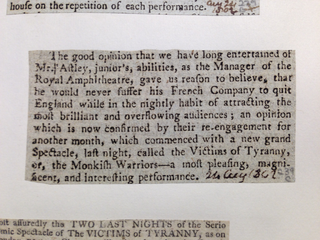 house on the repetition of each performance.
The good opinion that we have long entertained of
Mr. Astley, junior's, abilities, as the Manager of the
Royal Amphitheatre, gave us reason to believe, that
he would never suffer his French Company to quit
England while in the nightly habit of attracting the
most brilliant and overflowing audiences; an opinion
which is now confirmed by their re-engagement for
another month, which commenced with a new grand
Spectacle, last night, called the Victims of Tyranny,
or, the Monkish Warriors—a most pleasing, magni-
ficent, and interesting performance.
assuredly the TWO LAST NIGHTS of the Serio
Spectacle of The VICTIMS of TYRANNY, as on